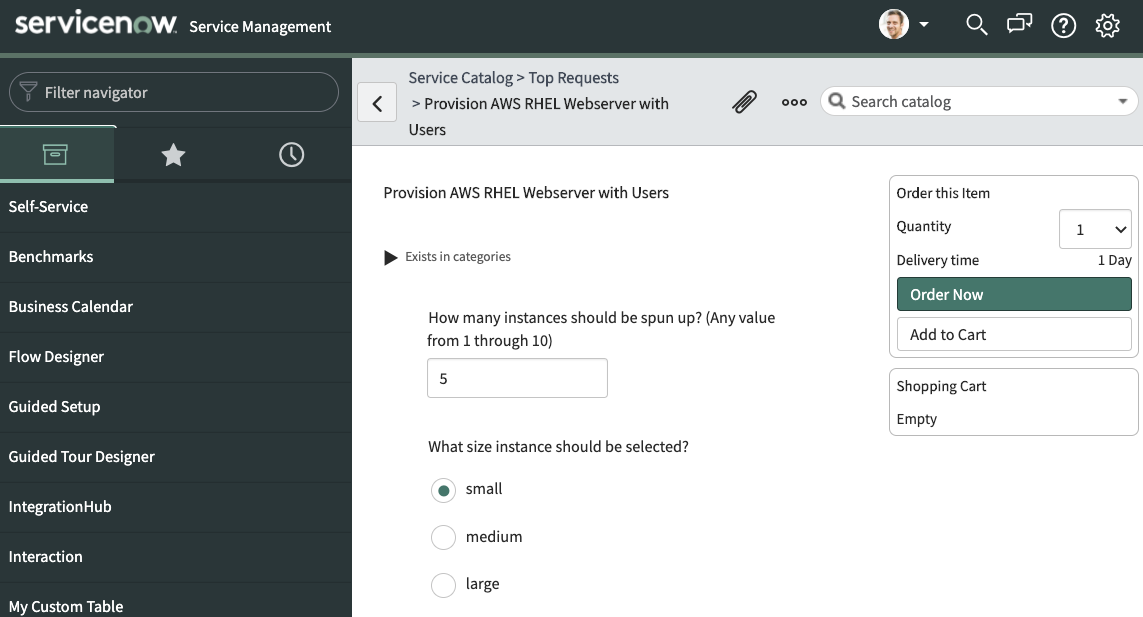 servicenow Service Management
Filter navigator
Self-Service
Benchmarks
Business Calendar
Flow Designer
Guided Setup
Guided Tour Designer
IntegrationHub
Interaction
My Custom Table
Service Catalog > Top Requests
> Provision AWS RHEL Webserver with
Users
Search catalog
Provision AWS RHEL Webserver with Users
Exists in categories
How many instances should be spun up? (Any value
from 1 through 10)
5
What size instance should be selected?
small
medium
large
Order this Item
Quantity 1
Delivery time 1 Day
Order Now
Add to Cart
Shopping Cart
Empty